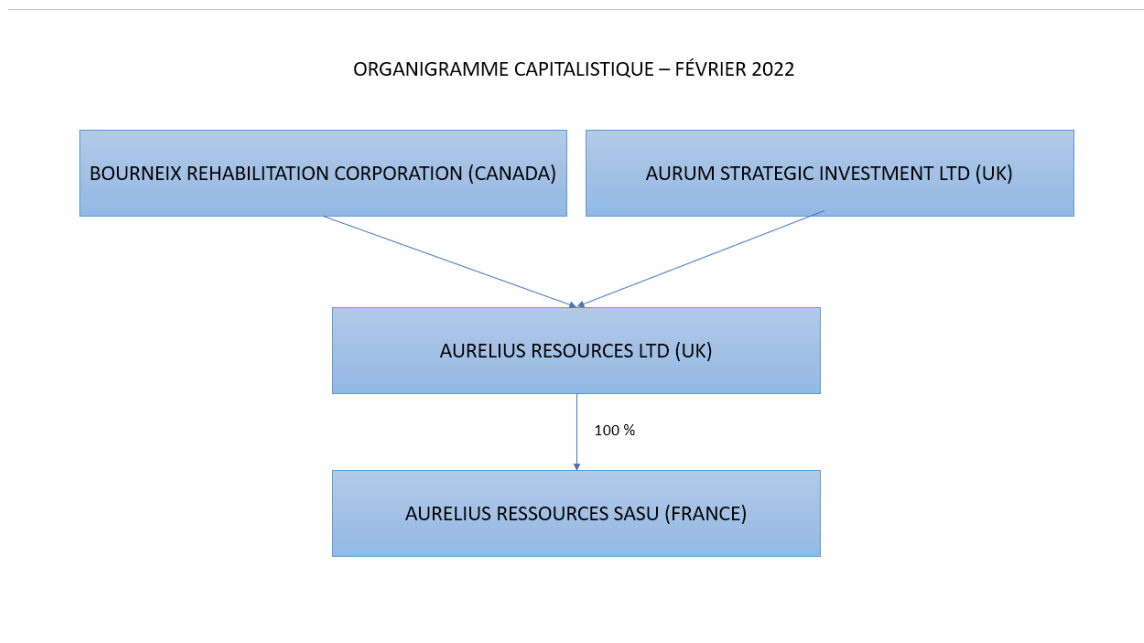 ORGANIGRAMME CAPITALISTIQUE – FÉVRIER 2022
BOURNEIX REHABILITATION CORPORATION (CANADA)
AURUM STRATEGIC INVESTMENT LTD (UK)
AURELIUS RESOURCES LTD (UK)
100 %
AURELIUS RESSOURCES SASU (FRANCE)